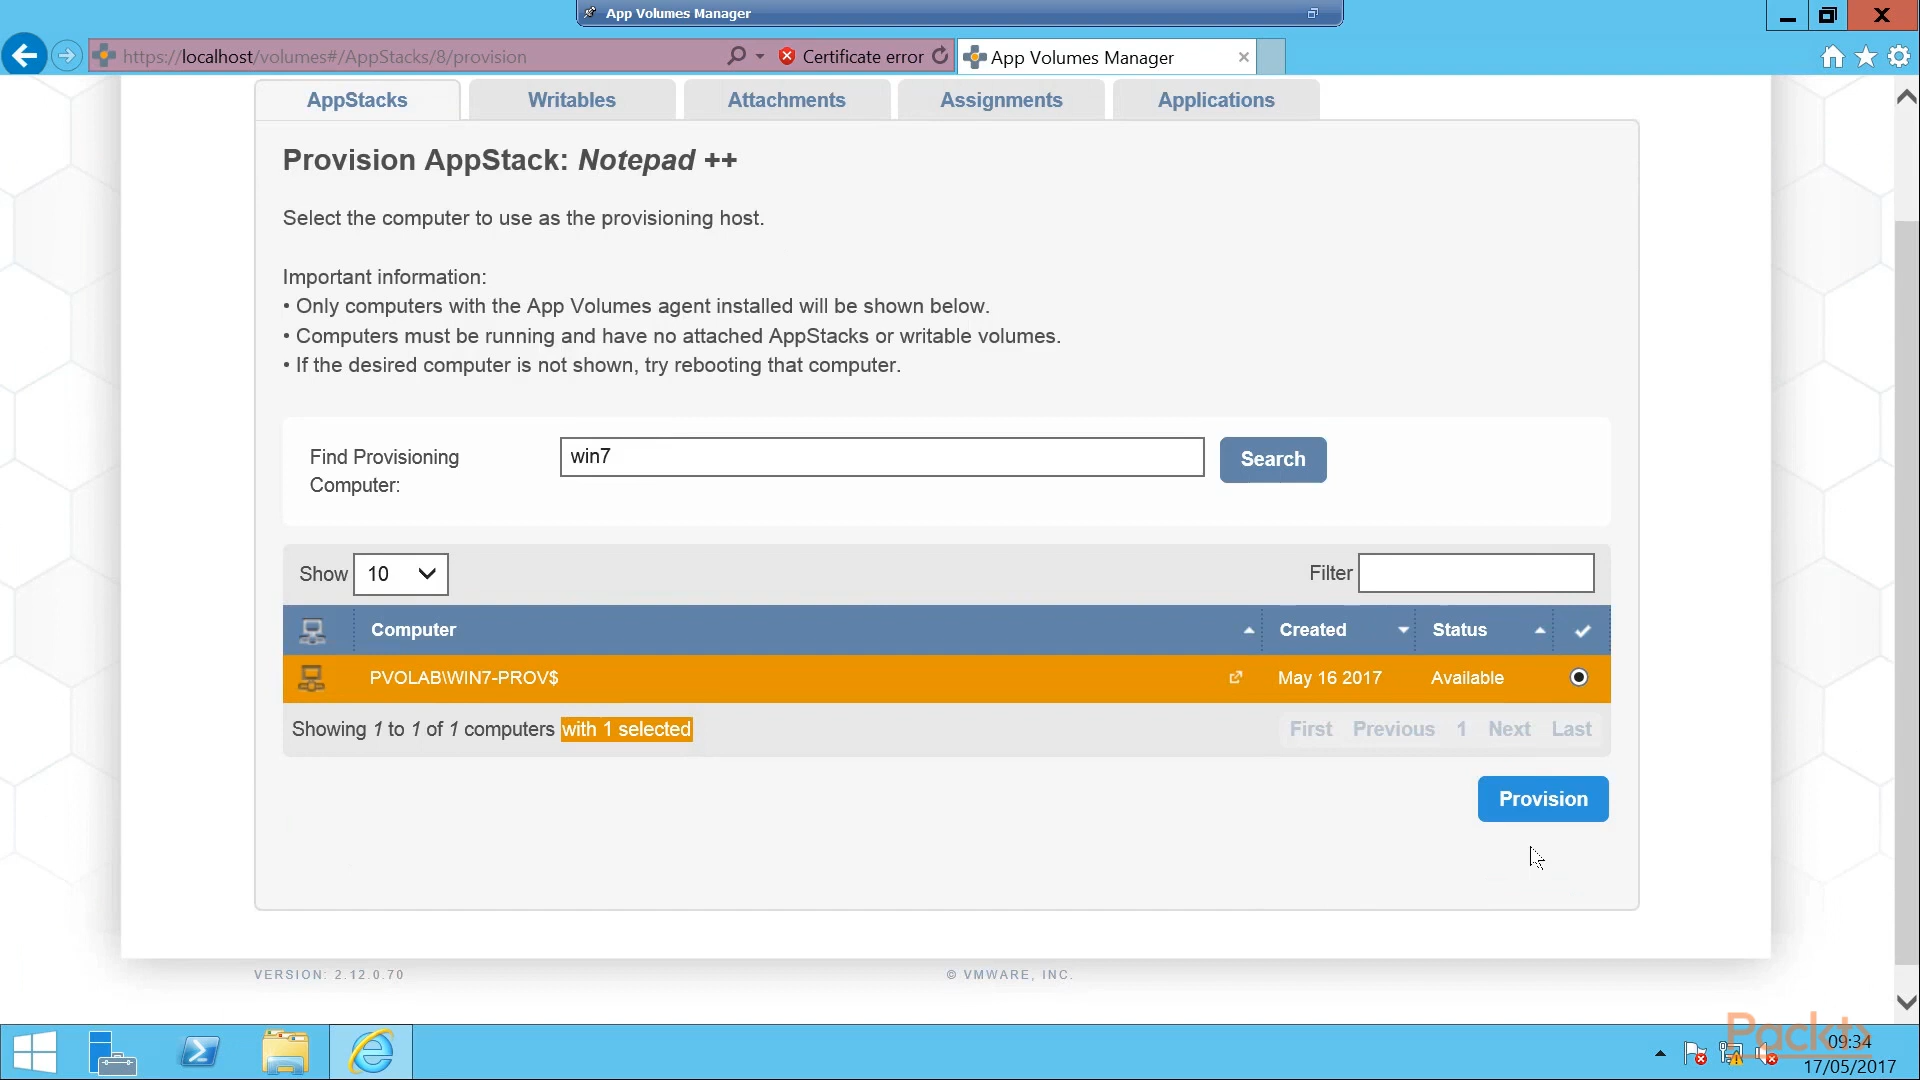 App Volumes Manager
https://localhost/volumes#/AppStacks/8/provision
Certificate error
App Volumes Manager
AppStacks
Writables
Attachments
Assignments
Applications
Provision AppStack: Notepad ++
Select the computer to use as the provisioning host.
Important information:
• Only computers with the App Volumes agent installed will be shown below.
• Computers must be running and have no attached AppStacks or writable volumes.
• If the desired computer is not shown, try rebooting that computer.
Find Provisioning
Computer:
win7
Search
Show 10
Filter
Computer Created Status
PVOLAB\WIN7-PROV$ May 16 2017 Available
Showing 1 to 1 of 1 computers with 1 selected
First Previous 1 Next Last
Provision
VERSION: 2.12.0.70
© VMWARE, INC.
Packt
09:34
17/05/2017